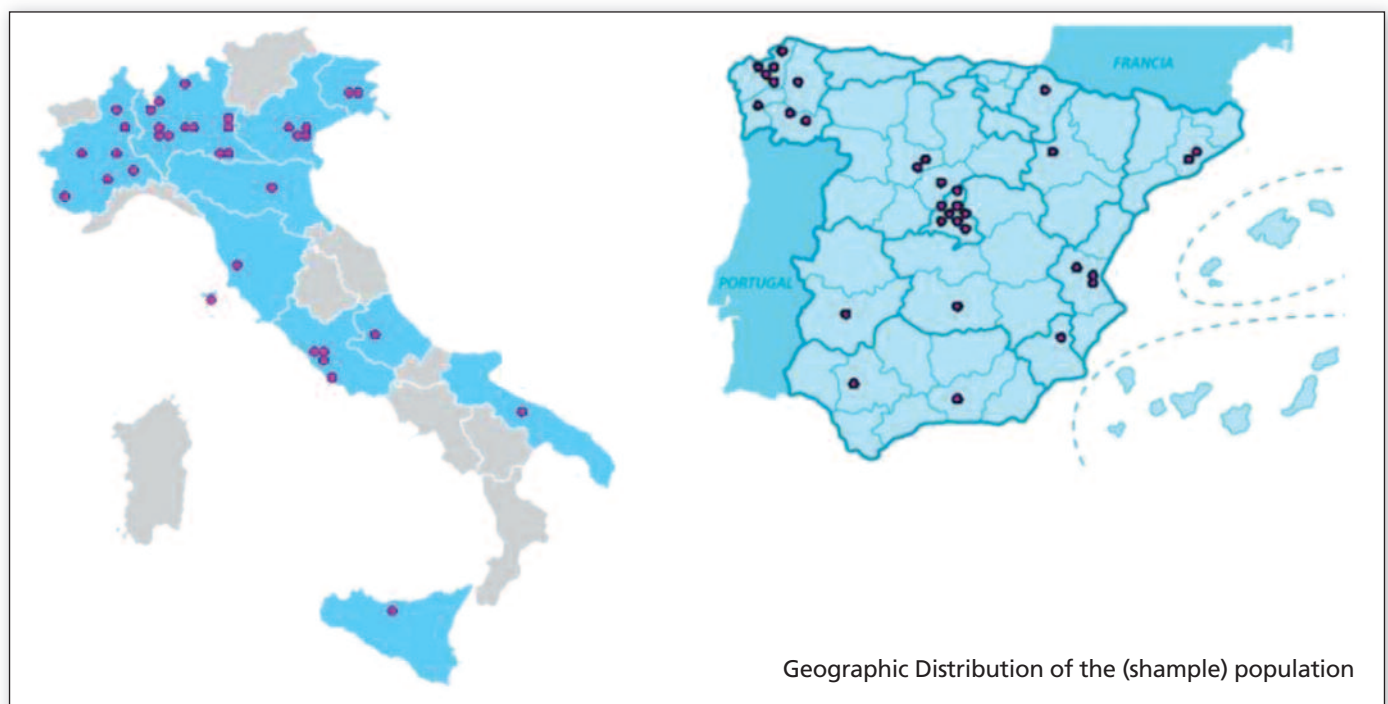 FRANCIA
PORTUGAL
Geographic Distribution of the (shample) population